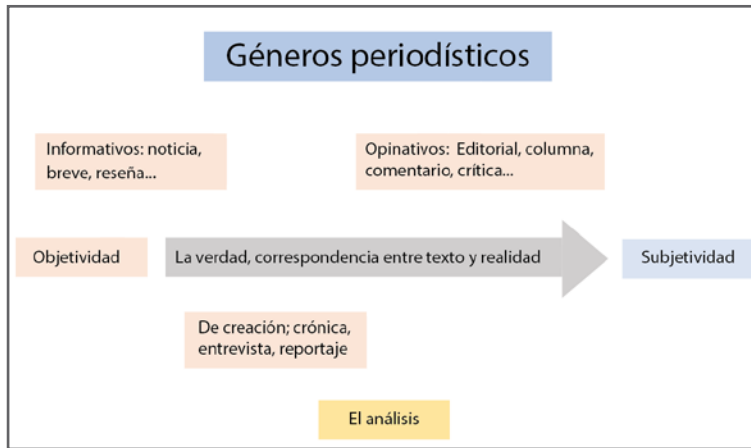 Géneros periodísticos
Informativos: noticia,
breve, reseña...
Opinativos: Editorial, columna,
comentario, crítica...
Objetividad
La verdad, correspondencia entre texto y realidad
Subjetividad
De creación; crónica,
entrevista, reportaje
El análisis